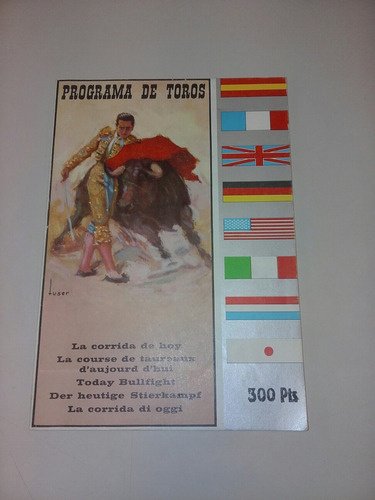 PROGRAMA DE TOROS
Luser
La corrida de hoy
La course de taureaux
d'aujourd'hui
Today Bullfight
Der heutige Stierkampf
La corrida di oggi
300 Pts